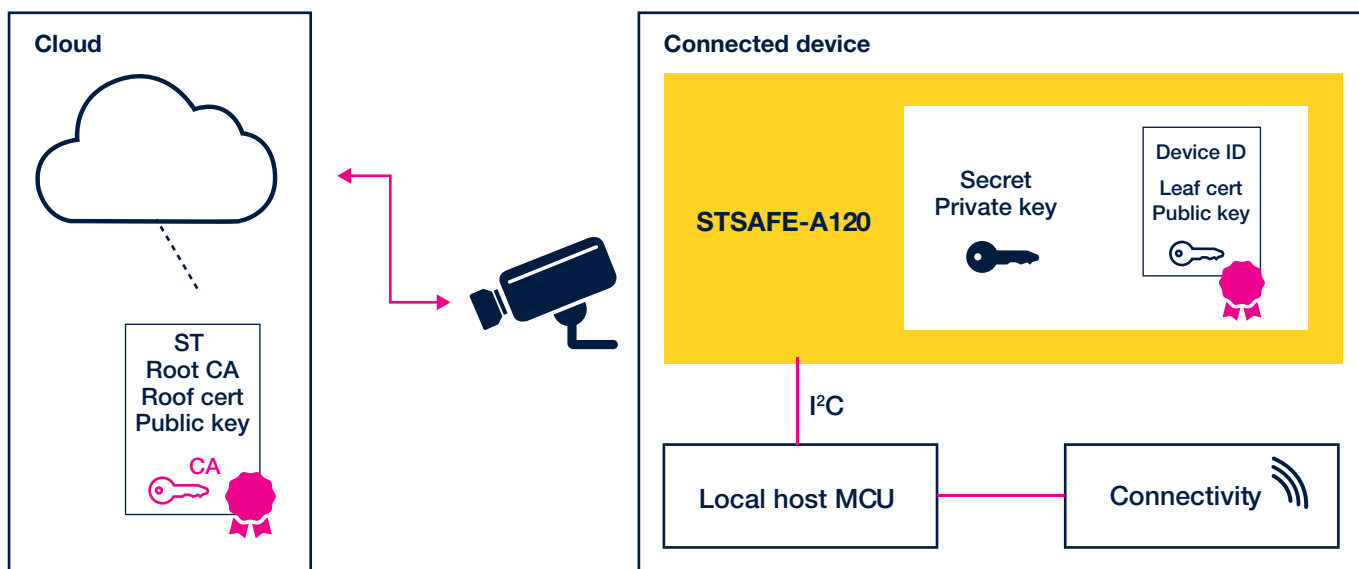 Cloud
ST
Root CA
Roof cert
Public key
CA
Connected device
STSAFE-A120
Secret
Private key
Device ID
Leaf cert
Public key
I²C
Local host MCU
Connectivity